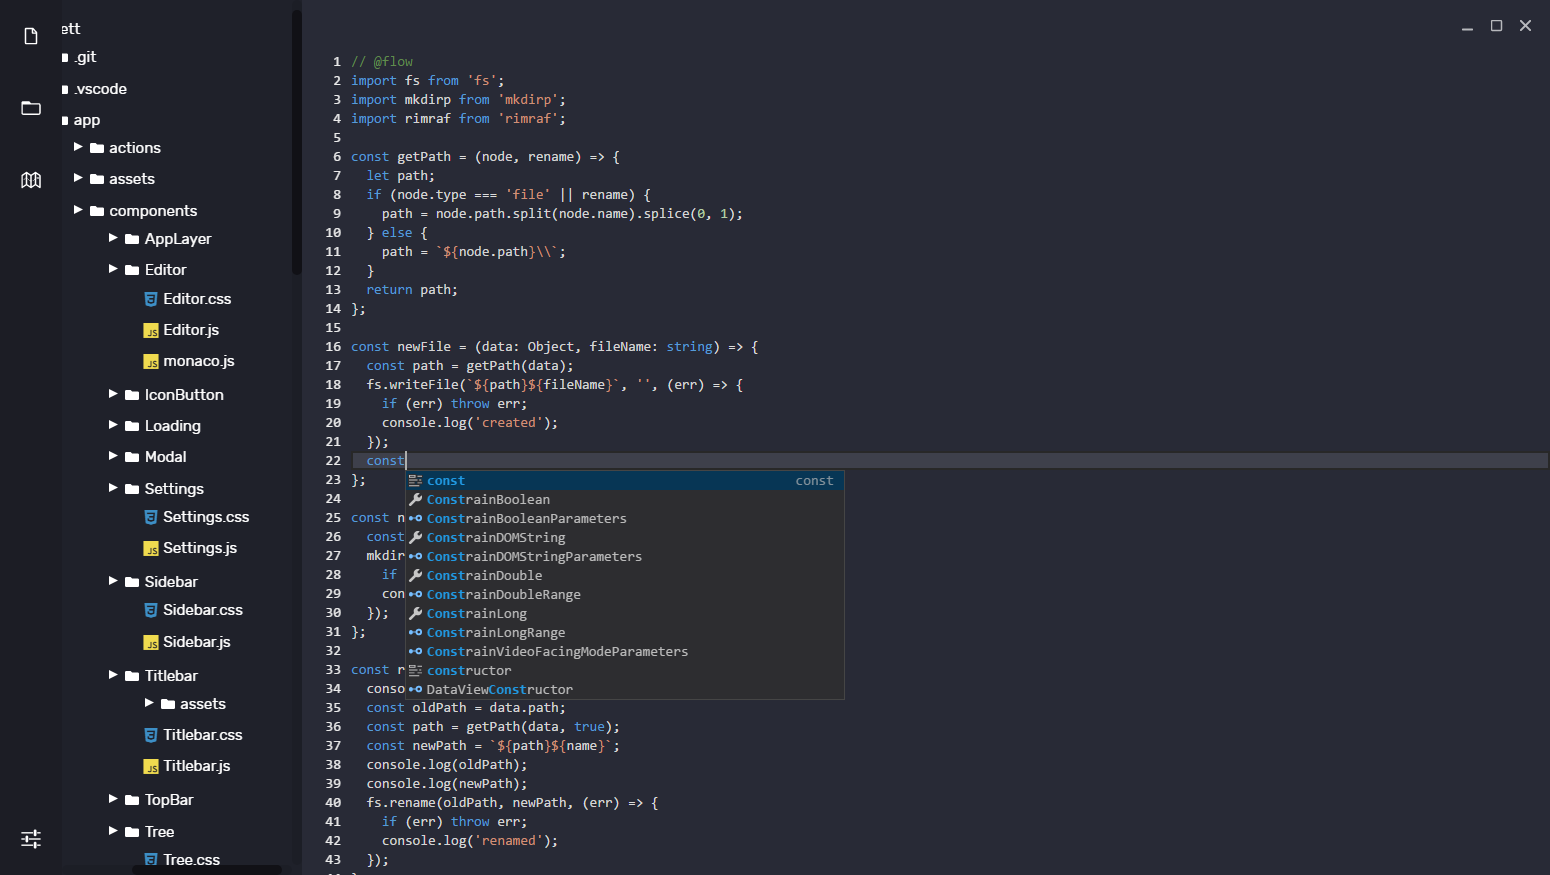 ett
.git
.vscode
app
actions
assets
components
AppLayer
Editor
Editor.css
Editor.js
monaco.js
IconButton
Loading
Modal
Settings
Settings.css
Settings.js
Sidebar
Sidebar.css
Sidebar.js
Titlebar
assets
Titlebar.css
Titlebar.js
TopBar
Tree
Tree.css
1 // @flow
2 import fs from 'fs';
3 import mkdirp from 'mkdirp';
4 import rimraf from 'rimraf';
5
6 const getPath = (node, rename) => {
7 let path;
8 if (node.type === 'file' || rename) {
9 path = node.path.split(node.name).splice(0, 1);
10 } else {
11 path = `${node.path}\\`;
12 }
13 return path;
14 };
15
16 const newFile = (data: Object, fileName: string) => {
17 const path = getPath(data);
18 fs.writeFile(`${path}${fileName}`, '', (err) => {
19 if (err) throw err;
20 console.log('created');
21 });
22 const
23 };
24
25 const n
26 const
27 mkdir
28 if
29 con
30 });
31 };
32
33 const r
34 conso
35 const oldPath = data.path;
36 const path = getPath(data, true);
37 const newPath = `${path}${name}`;
38 console.log(oldPath);
39 console.log(newPath);
40 fs.rename(oldPath, newPath, (err) => {
41 if (err) throw err;
42 console.log('renamed');
43 });
const const
ConstrainBoolean
ConstrainBooleanParameters
ConstrainDOMString
ConstrainDOMStringParameters
ConstrainDouble
ConstrainDoubleRange
ConstrainLong
ConstrainLongRange
ConstrainVideoFacingModeParameters
constructor
DataViewConstructor